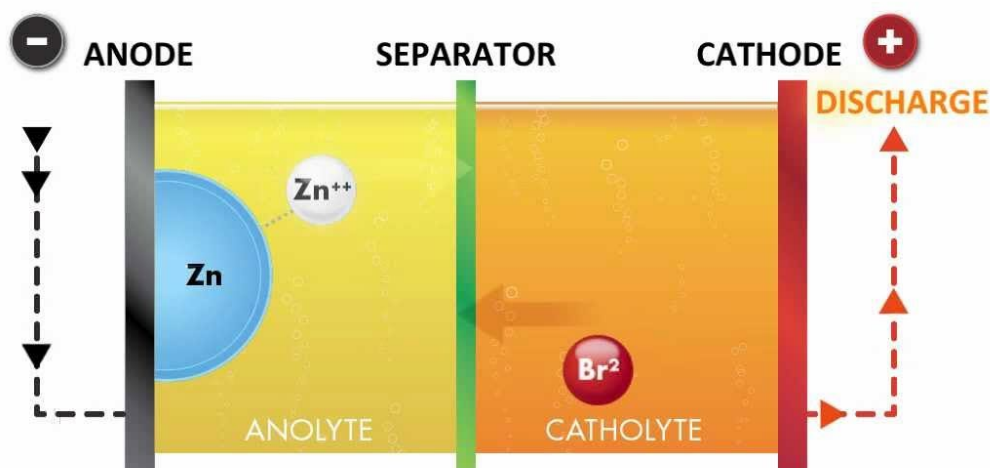 - ANODE SEPARATOR CATHODE +
DISCHARGE
Zn⁺⁺
Zn
Br²
ANOLYTE CATHOLYTE